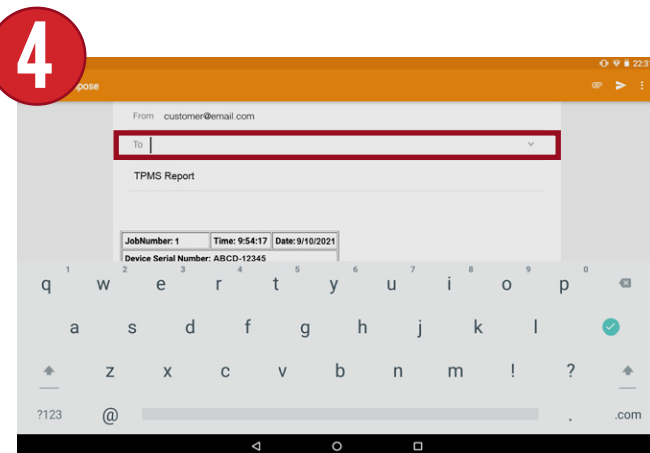 4
22:3
pose
From customer@email.com
To
TPMS Report
JobNumber: 1 Time: 9:54:17 Date: 9/10/2021
Device Serial Number: ABCD-12345
1 2 3 4 5 6 7 8 9 0
q w e r t y u i o p
a s d f g h j k l
z x c v b n m ! ?
?123 @ . .com